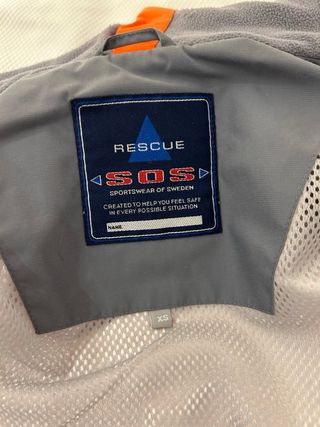 RESCUE
SOS
SPORTSWEAR OF SWEDEN
CREATED TO HELP YOU FEEL SAFE
IN EVERY POSSIBLE SITUATION
NAME
XS